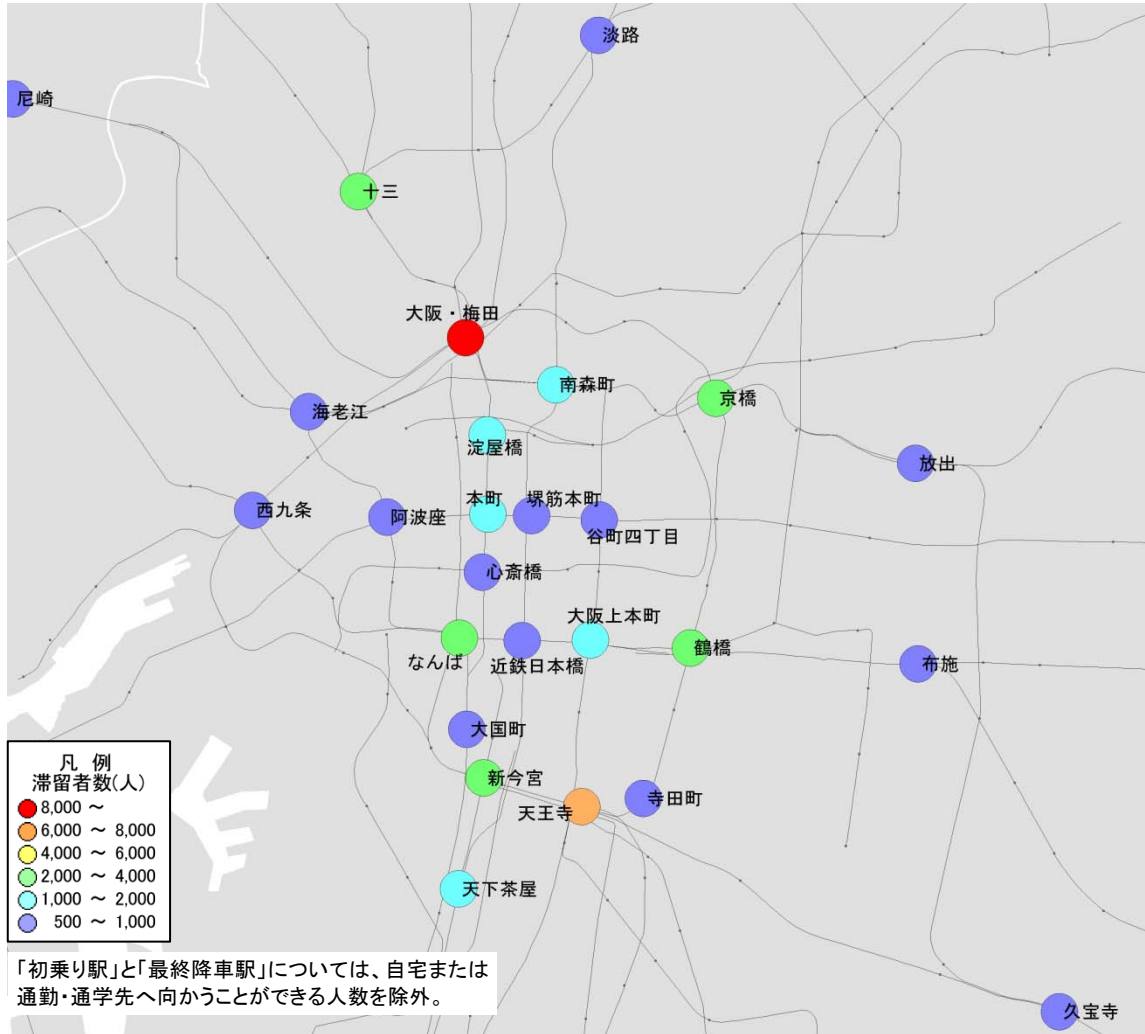 淡路
尼崎
十三
大阪・梅田
南森町
京橋
海老江
淀屋橋
放出
本町
堺筋本町
西九条
阿波座
谷町四丁目
心斎橋
大阪上本町
なんば
近鉄日本橋
鶴橋
布施
大国町
新今宮
天王寺
寺田町
天下茶屋
久宝寺
凡 例
滞留者数(人)
8,000 ～
6,000 ～ 8,000
4,000 ～ 6,000
2,000 ～ 4,000
1,000 ～ 2,000
500 ～ 1,000
「初乗り駅」と「最終降車駅」については、自宅または
通勤・通学先へ向かうことができる人数を除外。